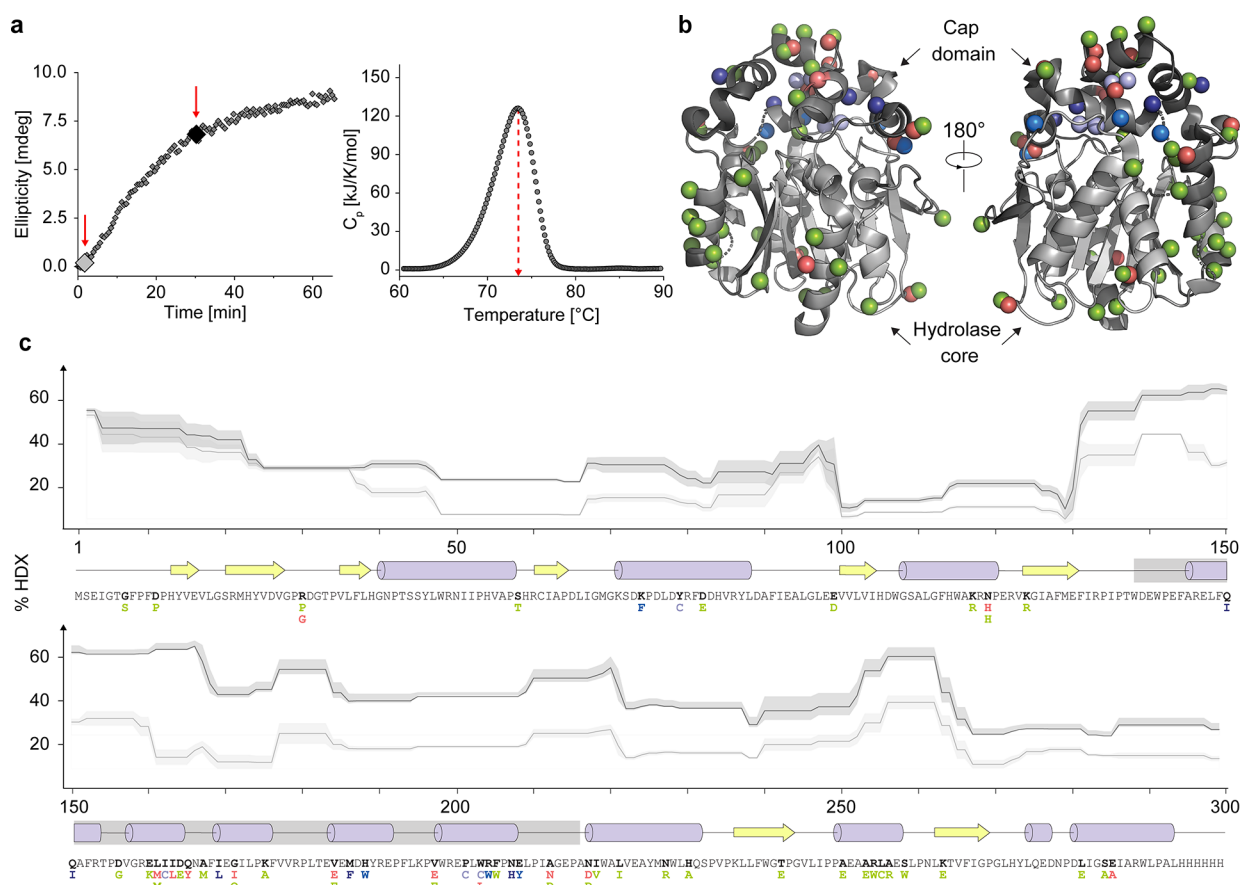 a
10.0
7.5
5.0
2.5
0.0
Ellipticity [mdeg]
0 20 40 60
Time [min]
150
120
90
60
30
0
Cp [kJ/K/mol]
60 70 80 90
Temperature [°C]
b
Cap
domain
180°
Hydrolase
core
c
60
40
20
1 50 100 150
% HDX
MSEIGTGFPFDPHYVEVLGSRMHYVDVGPRDGTPVLFLHGNPTSSYLWRNIIPHVAPSHRCIAPDLIGMGKSDKPDLDYRFDDHVRYLDAFIEALGLEEVVLVIHDWGSALGFHWAKRNPERVKGIAFMEFIRPIPTWDEWPEFARELFQ
S P P T F C E D R H R I
G H
60
40
20
150 200 250 300
QAFRTPDVGRELIIDQNAFIEGILPKFVVRPLTEVEMDHYREPFLKPVEREPLWRFPNELPIAGEPANIWALVEAYMNWLHQSPVPKLLFWGTPGVLIPPAEAARLAESLPNLKTVFIGPGLHYLQEDNPDLIGSEIARWLPALHHHHHH